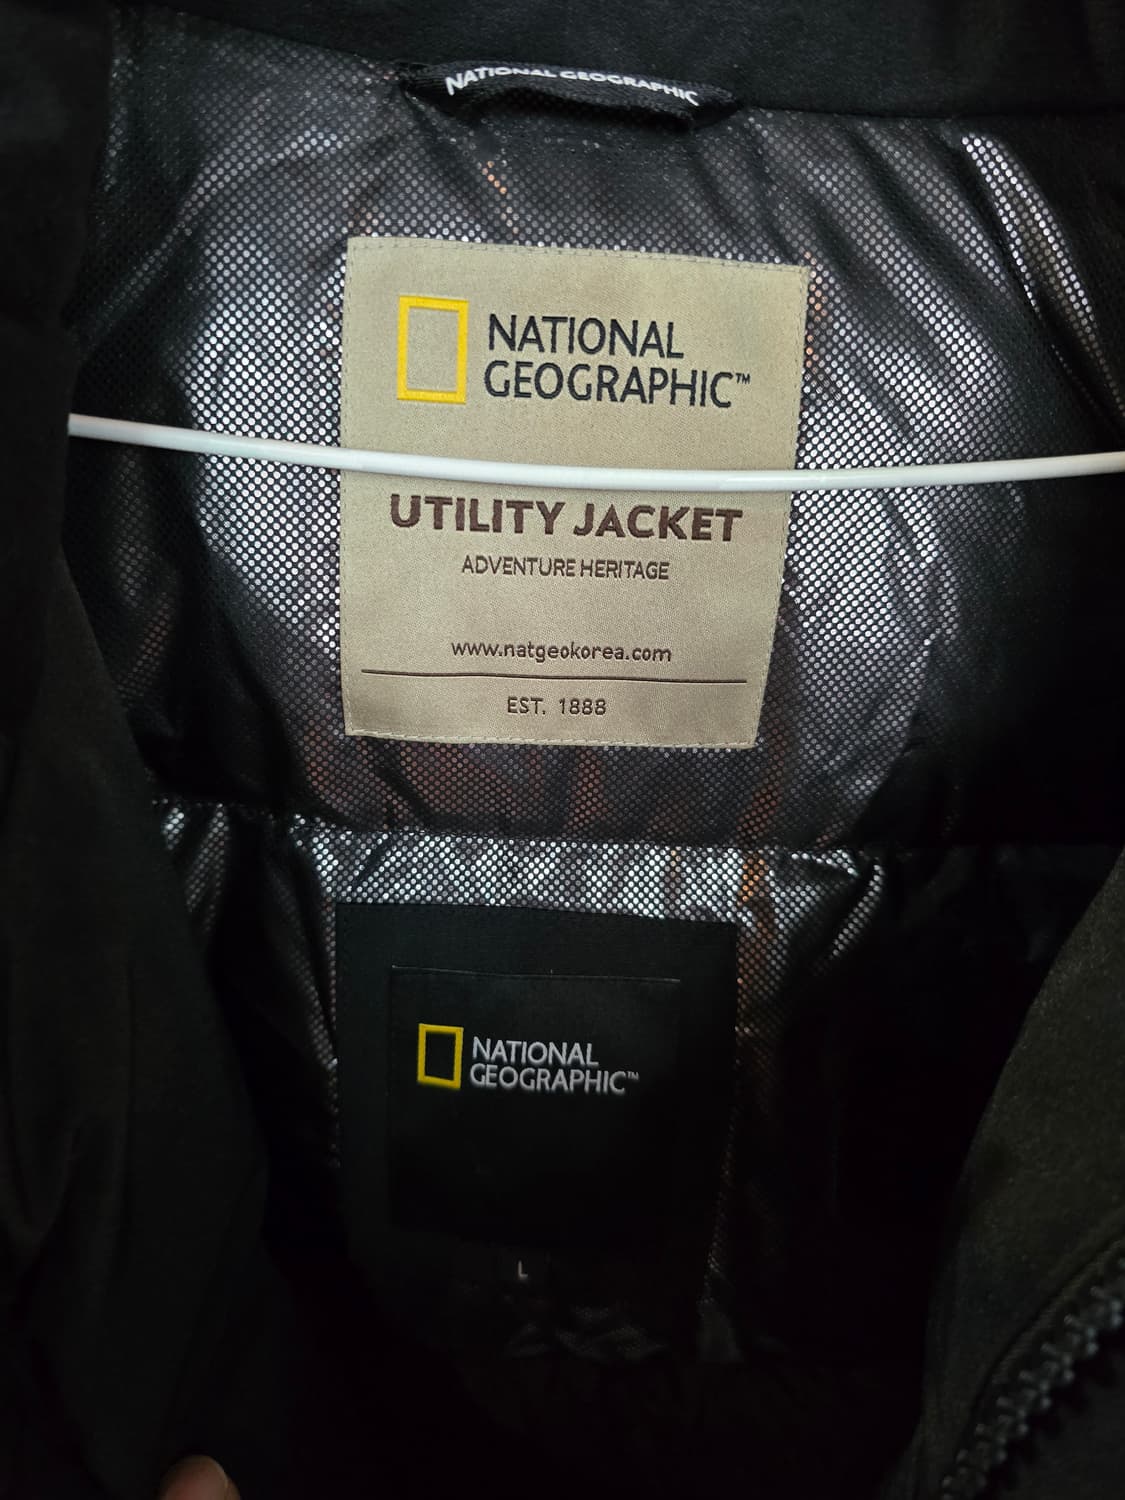 NATIONAL GEOGRAPHIC
NATIONAL
GEOGRAPHIC™
UTILITY JACKET
ADVENTURE HERITAGE
www.natgeokorea.com
EST. 1888
NATIONAL
GEOGRAPHIC™
L